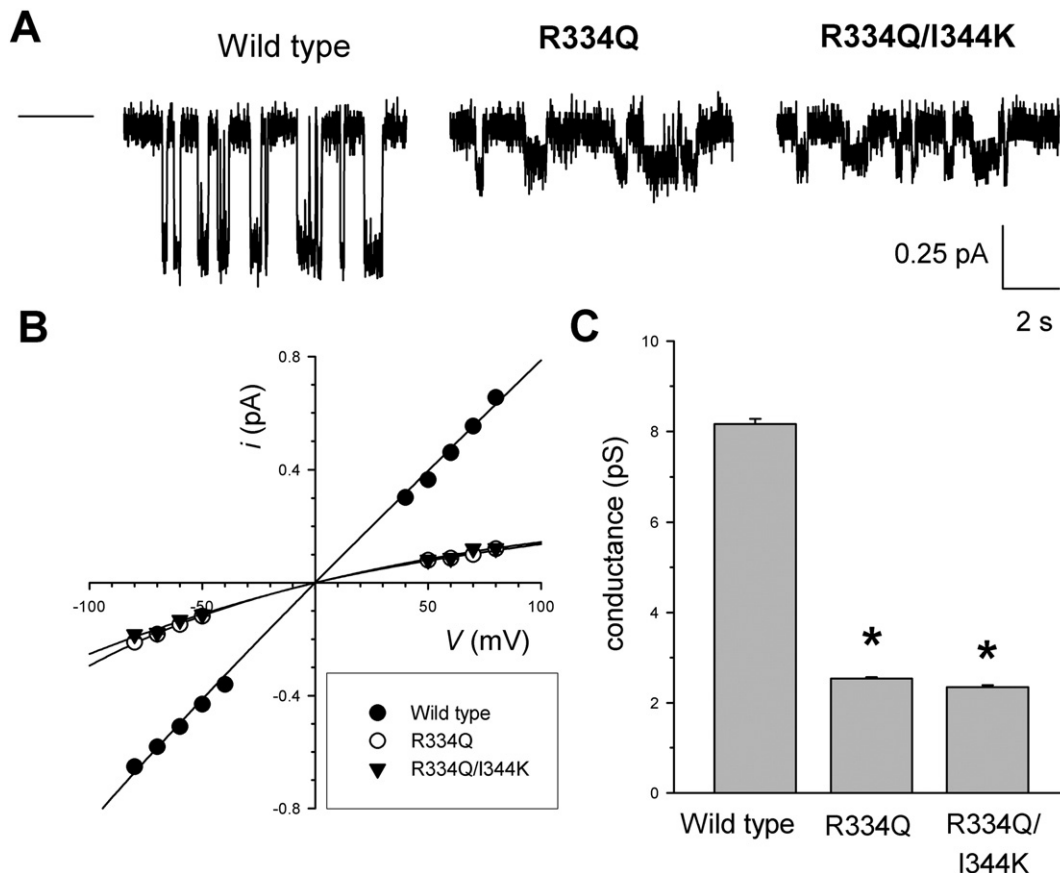 A
Wild type
R334Q
R334Q/I344K
0.25 pA
2 s
B
0.8
i (pA)
0.4
-100
-50
50
100
V (mV)
-0.4
-0.8
Wild type
R334Q
R334Q/I344K
C
10
8
6
4
2
0
conductance (pS)
*
*
Wild type
R334Q
R334Q/
I344K